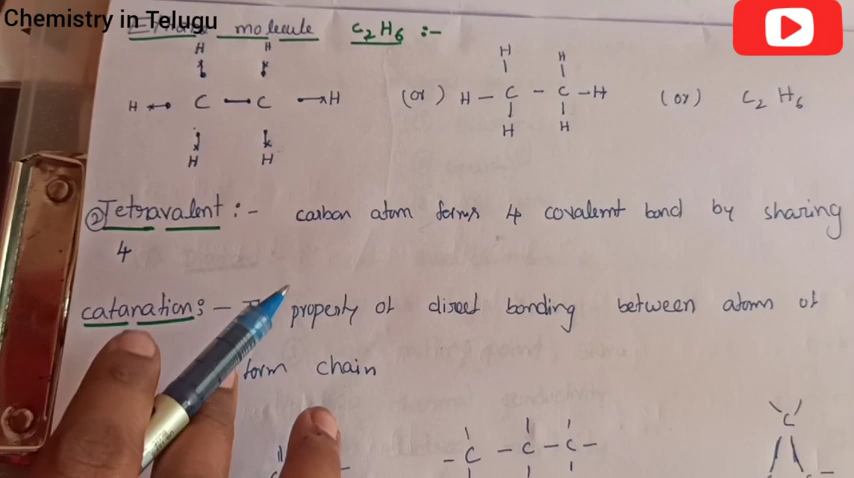 Chemistry in Telugu
molecule C2H6 :-
H H
H C — C H (or) H — C — C — H (or) C2 H6
H H
H H
② Tetravalent :- carbon atom forms 4 covalent bond by sharing
4
catanation :- property of direct bonding between atom of
form chain
C
- C - C - C -